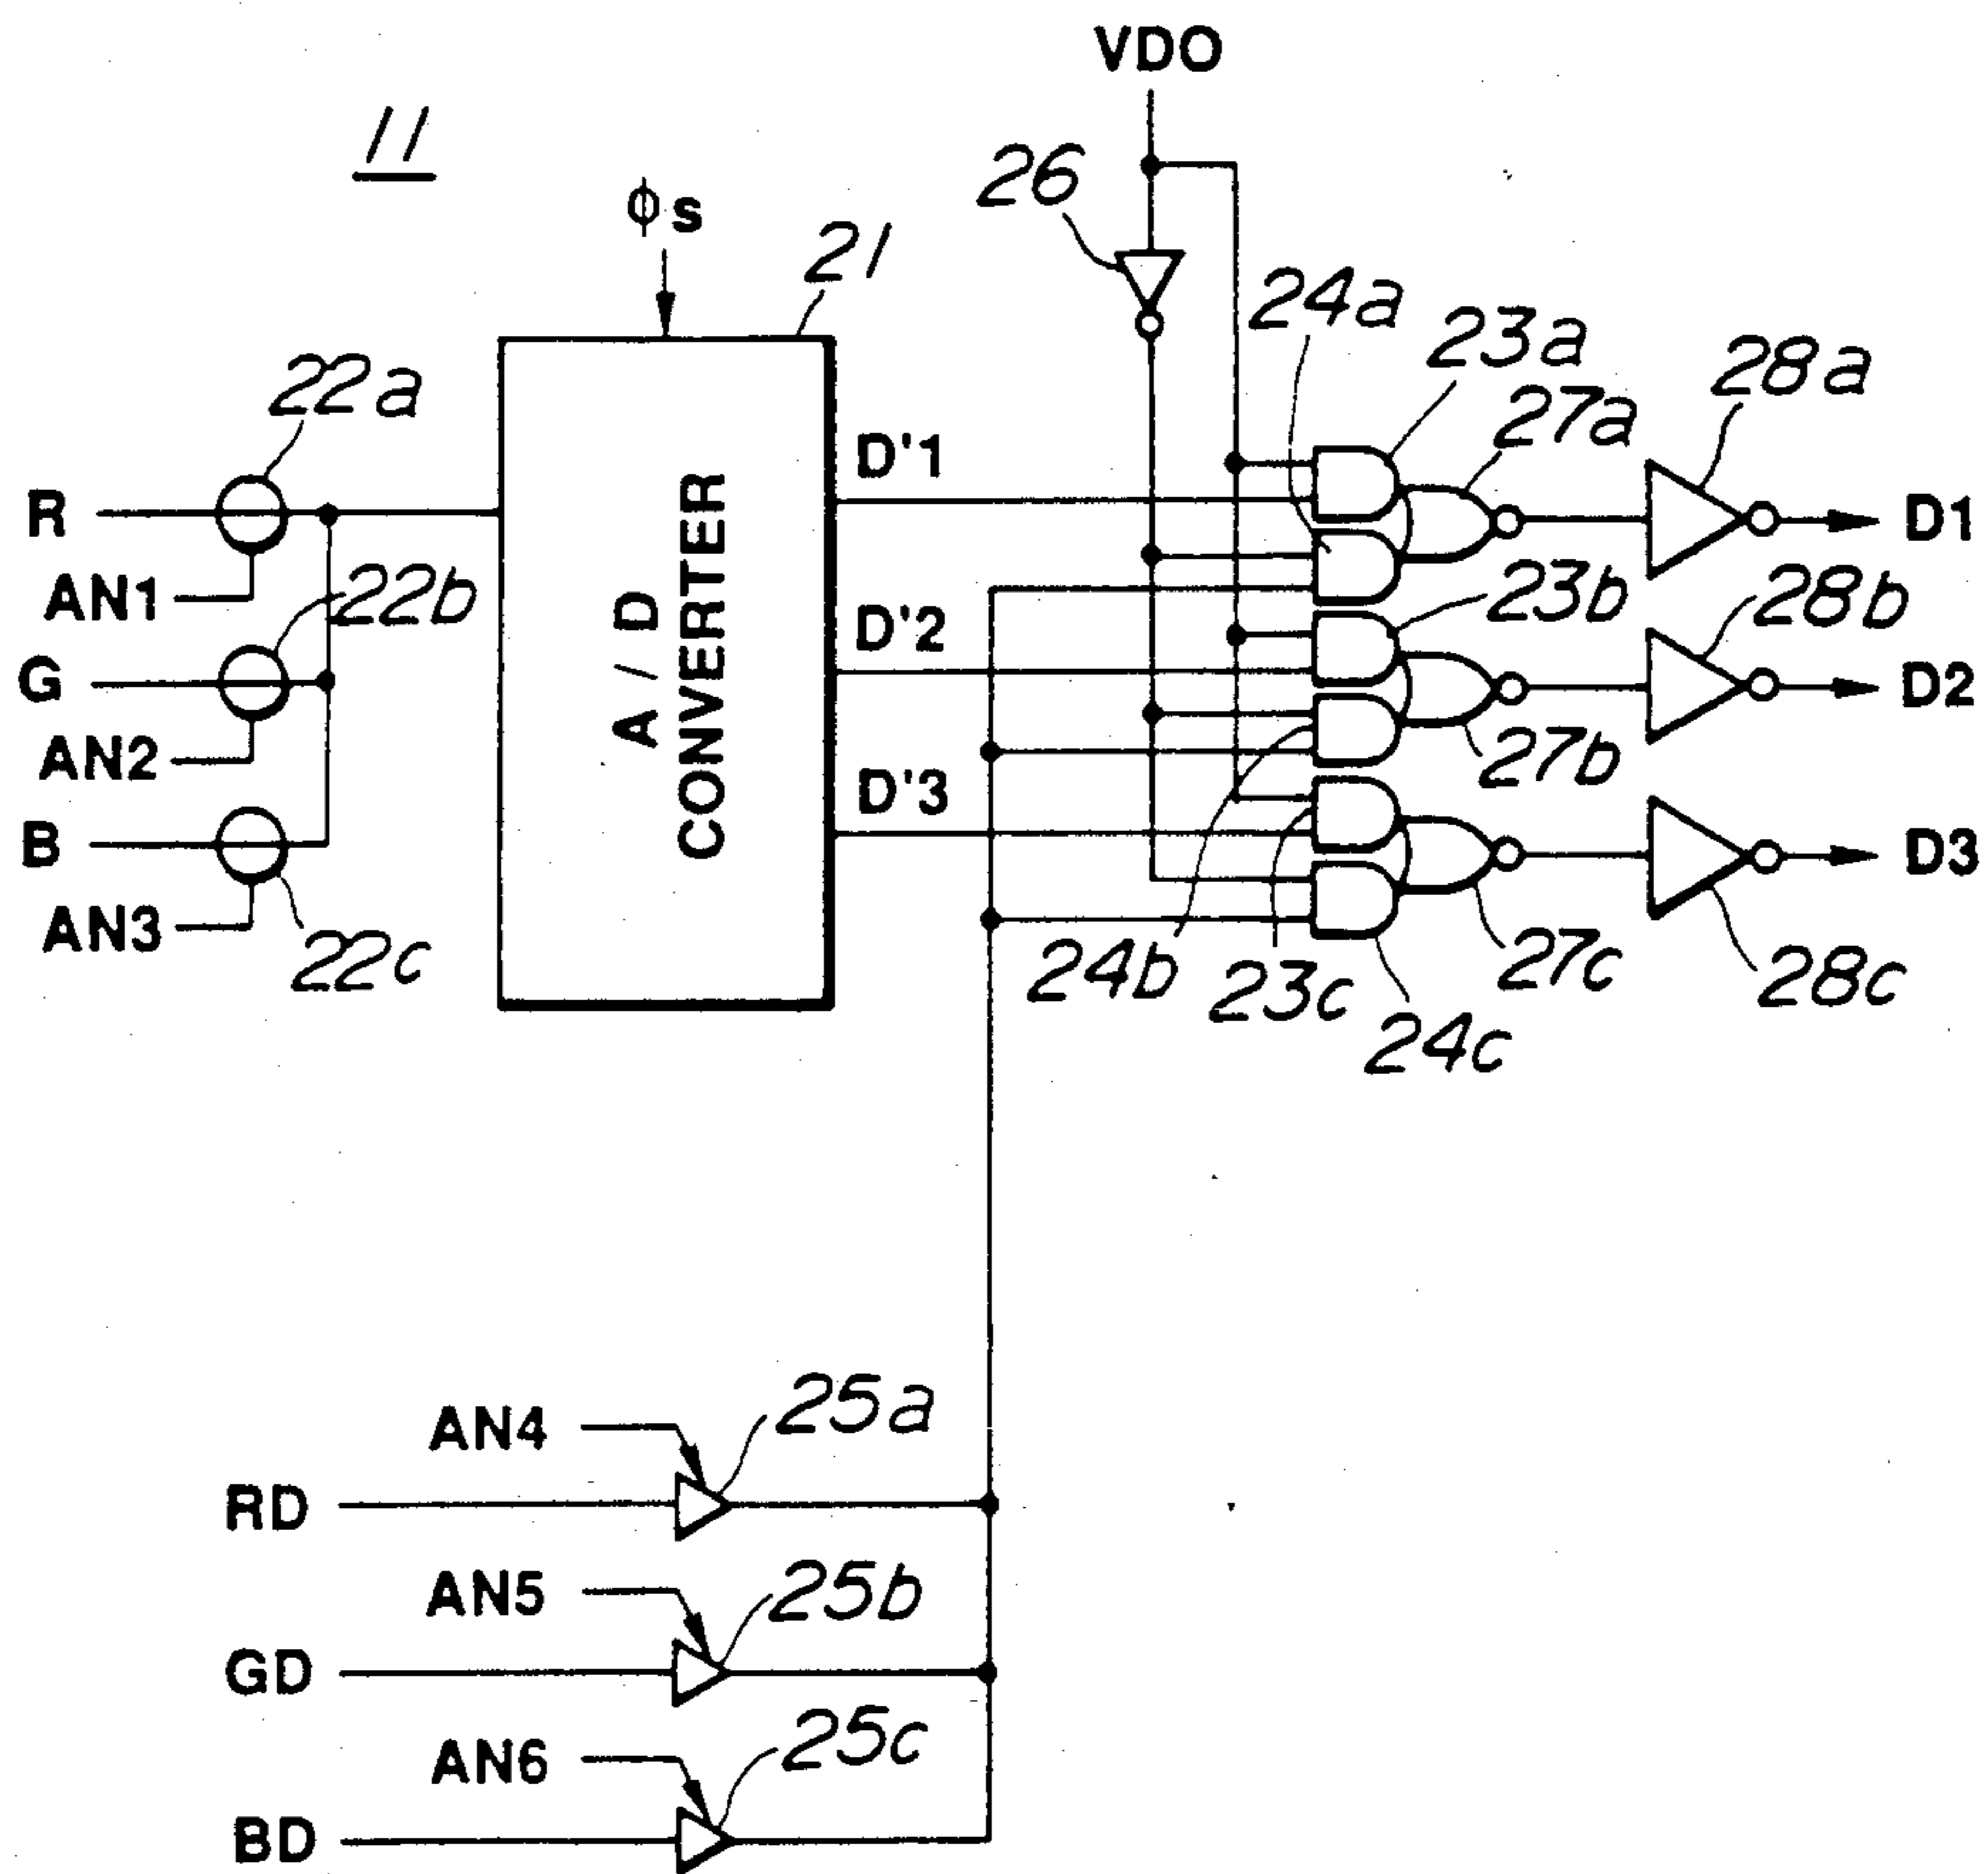 VDO
11
26
φs
21
24a
23a
28a
22a
27a
D'1
R
D1
AN1
22b
23b
28b
D'2
G
D2
A/D CONVERTER
AN2
27b
D'3
B
D3
AN3
22c
24b
23c
27c
28c
24c
AN4
25a
RD
AN5
25b
GD
AN6
25c
BD